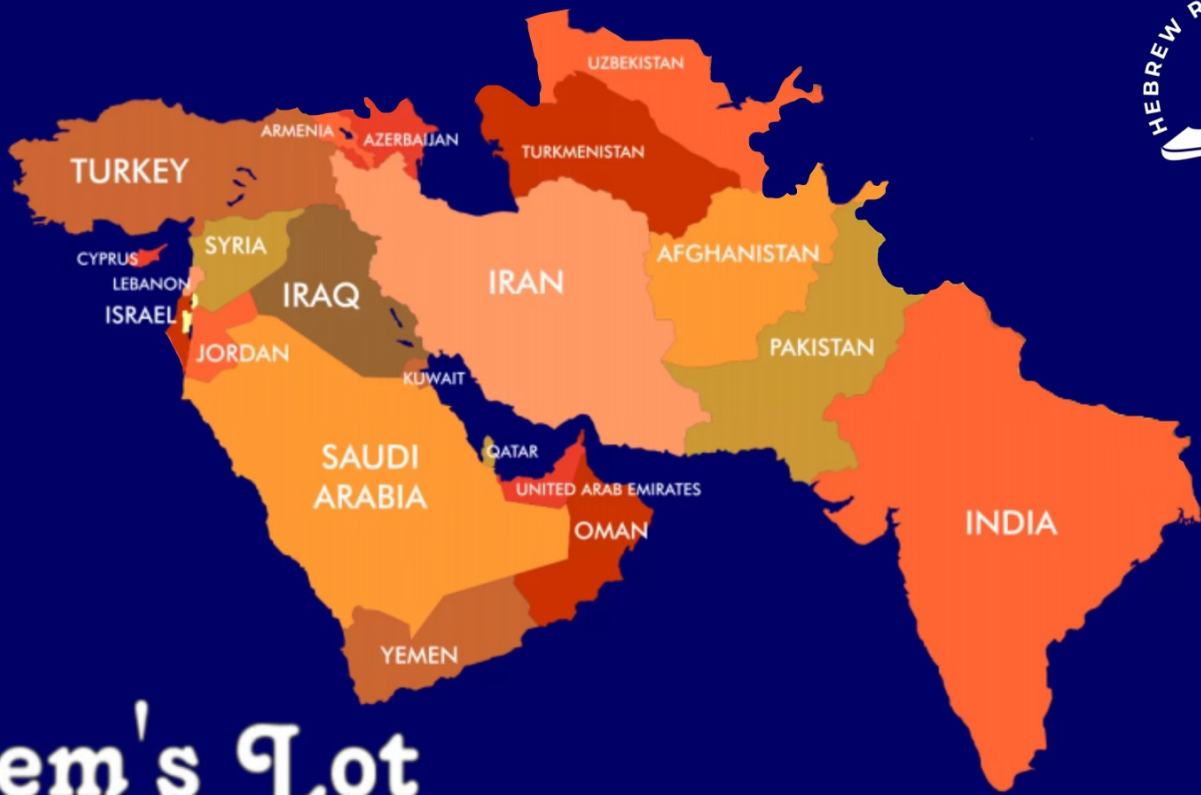 HEBREW
UZBEKISTAN
ARMENIA
AZERBAIJAN
TURKMENISTAN
TURKEY
SYRIA
CYPRUS
AFGHANISTAN
LEBANON
IRAN
IRAQ
ISRAEL
JORDAN
PAKISTAN
KUWAIT
QATAR
SAUDI
ARABIA
UNITED ARAB EMIRATES
OMAN
INDIA
YEMEN
em's Lot